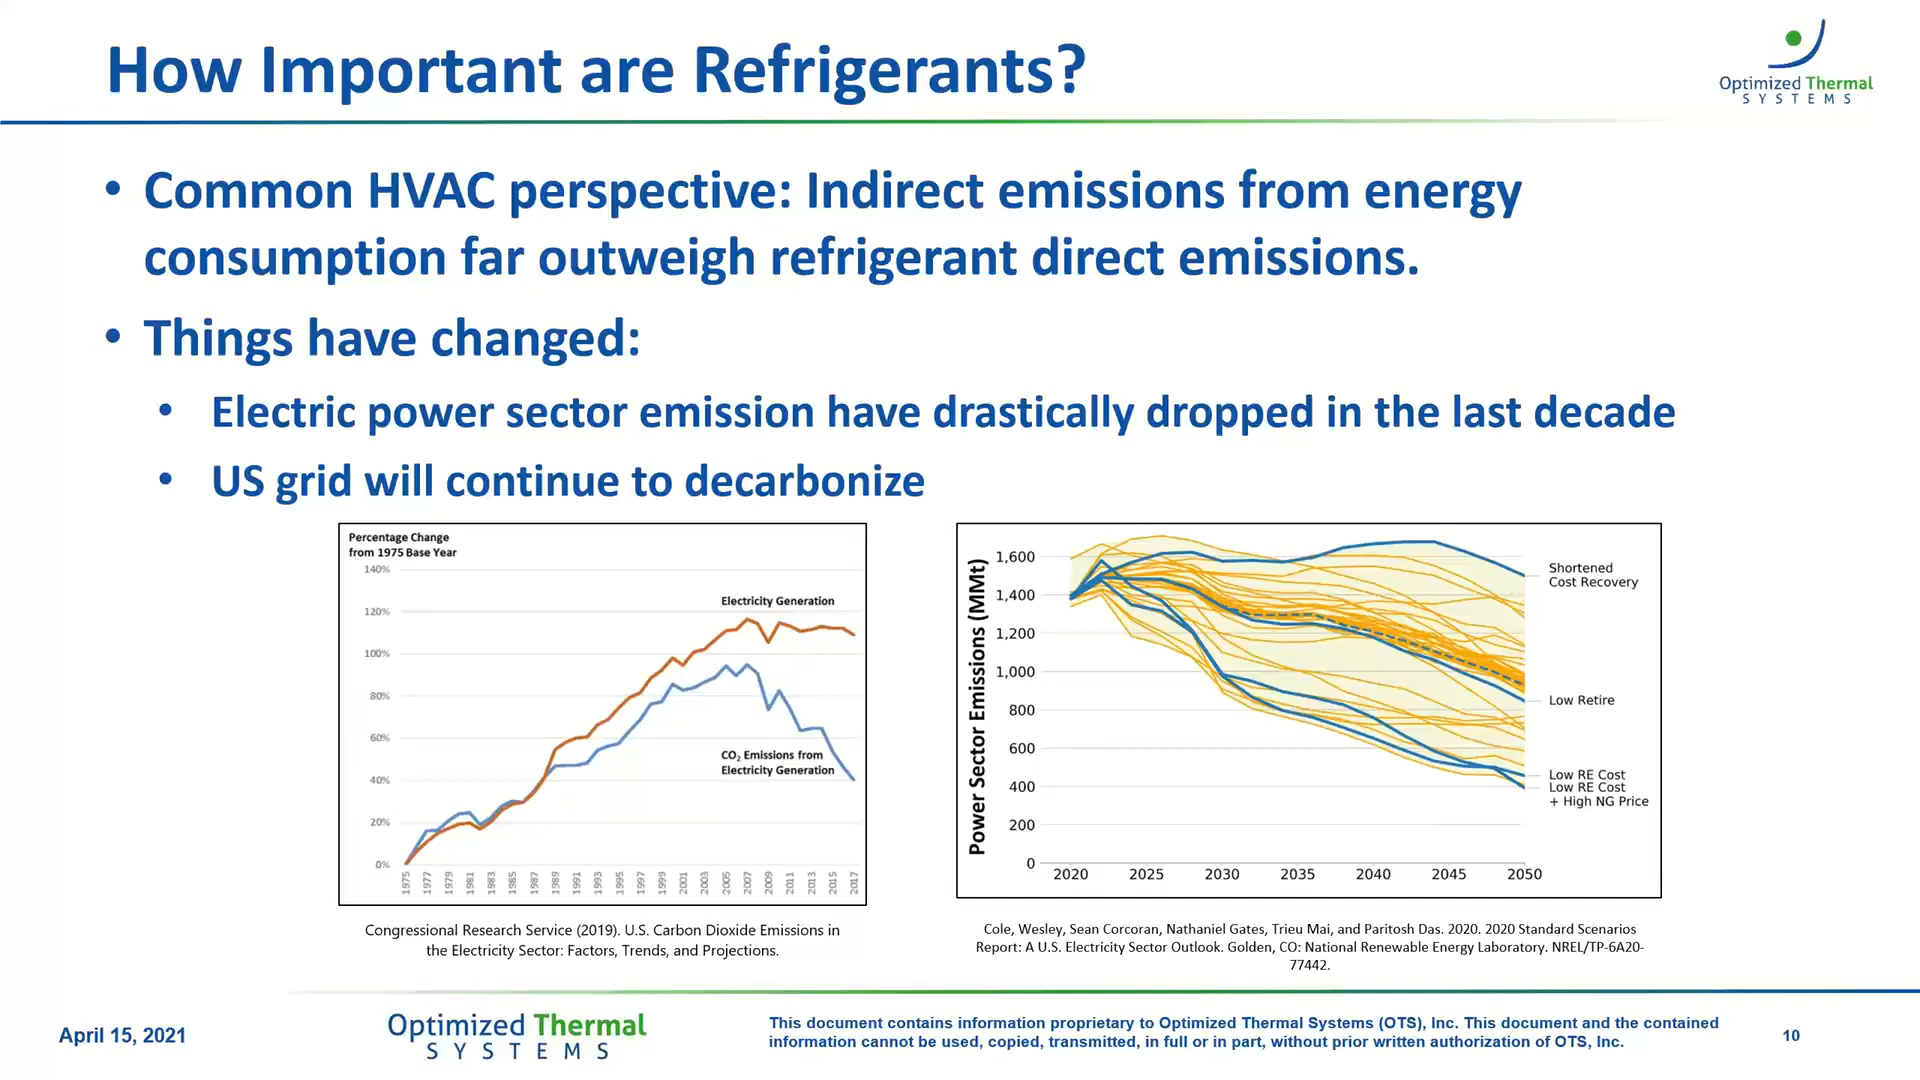 How Important are Refrigerants?
Optimized Thermal
SYSTEMS
• Common HVAC perspective: Indirect emissions from energy
consumption far outweigh refrigerant direct emissions.
• Things have changed:
• Electric power sector emission have drastically dropped in the last decade
• US grid will continue to decarbonize
Percentage Change
from 1975 Base Year
140%
120%
100%
80%
60%
40%
20%
0%
Electricity Generation
CO₂ Emissions from
Electricity Generation
1975 1977 1979 1981 1983 1985 1987 1989 1991 1993 1995 1997 1999 2001 2003 2005 2007 2009 2011 2013 2015 2017
Congressional Research Service (2019). U.S. Carbon Dioxide Emissions in
the Electricity Sector: Factors, Trends, and Projections.
Power Sector Emissions (MMt)
1,600
1,400
1,200
1,000
800
600
400
200
0
2020 2025 2030 2035 2040 2045 2050
Shortened
Cost Recovery
Low Retire
Low RE Cost
Low RE Cost
+ High NG Price
Cole, Wesley, Sean Corcoran, Nathaniel Gates, Trieu Mai, and Paritosh Das. 2020. 2020 Standard Scenarios
Report: A U.S. Electricity Sector Outlook. Golden, CO: National Renewable Energy Laboratory. NREL/TP-6A20-
77442.
April 15, 2021
Optimized Thermal
SYSTEMS
This document contains information proprietary to Optimized Thermal Systems (OTS), Inc. This document and the contained
information cannot be used, copied, transmitted, in full or in part, without prior written authorization of OTS, Inc.
10